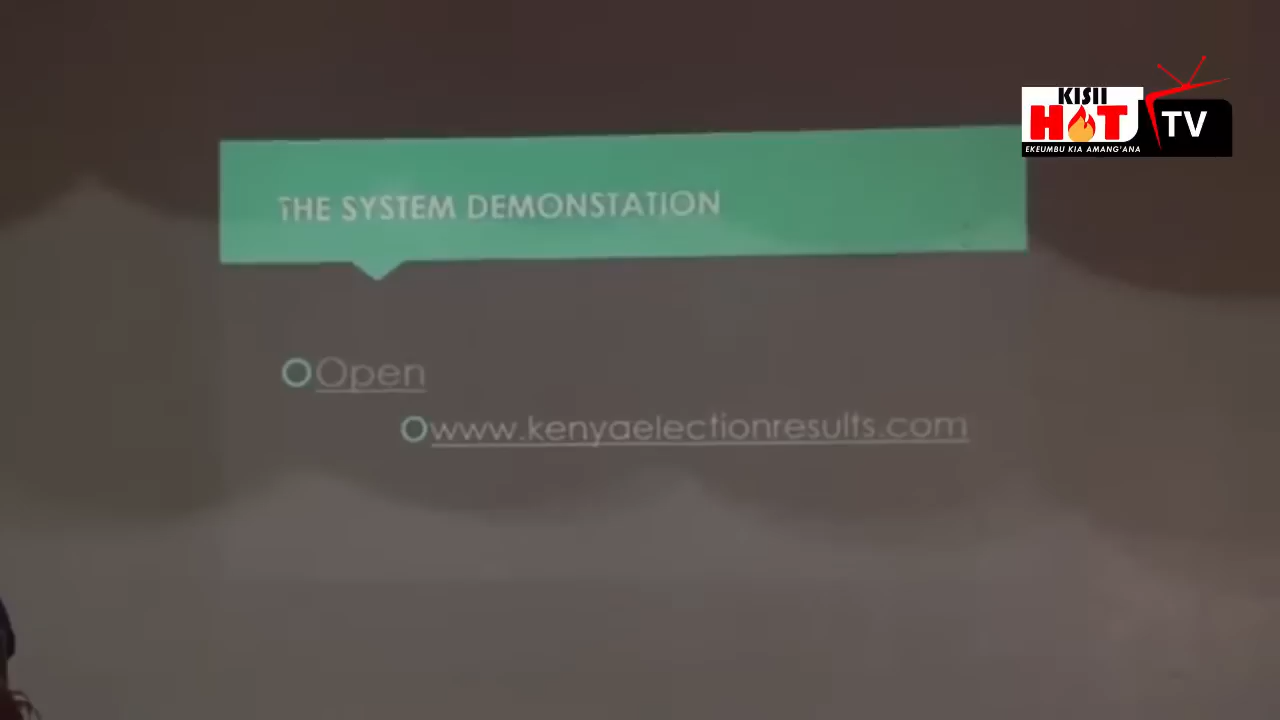 KISII
HOT
TV
EKEUMBU KIA AMANG'ANA
THE SYSTEM DEMONSTATION
Open
www.kenyaelectionresults.com